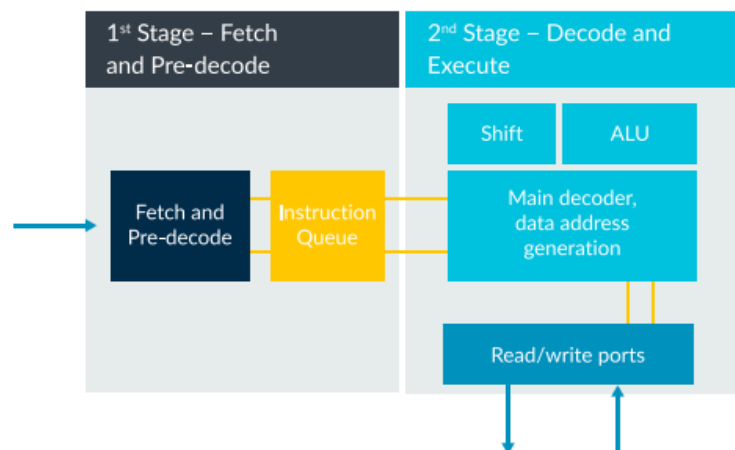 1st Stage – Fetch
and Pre-decode
2nd Stage – Decode and
Execute
Shift
ALU
Fetch and
Pre-decode
Instruction
Queue
Main decoder,
data address
generation
Read/write ports